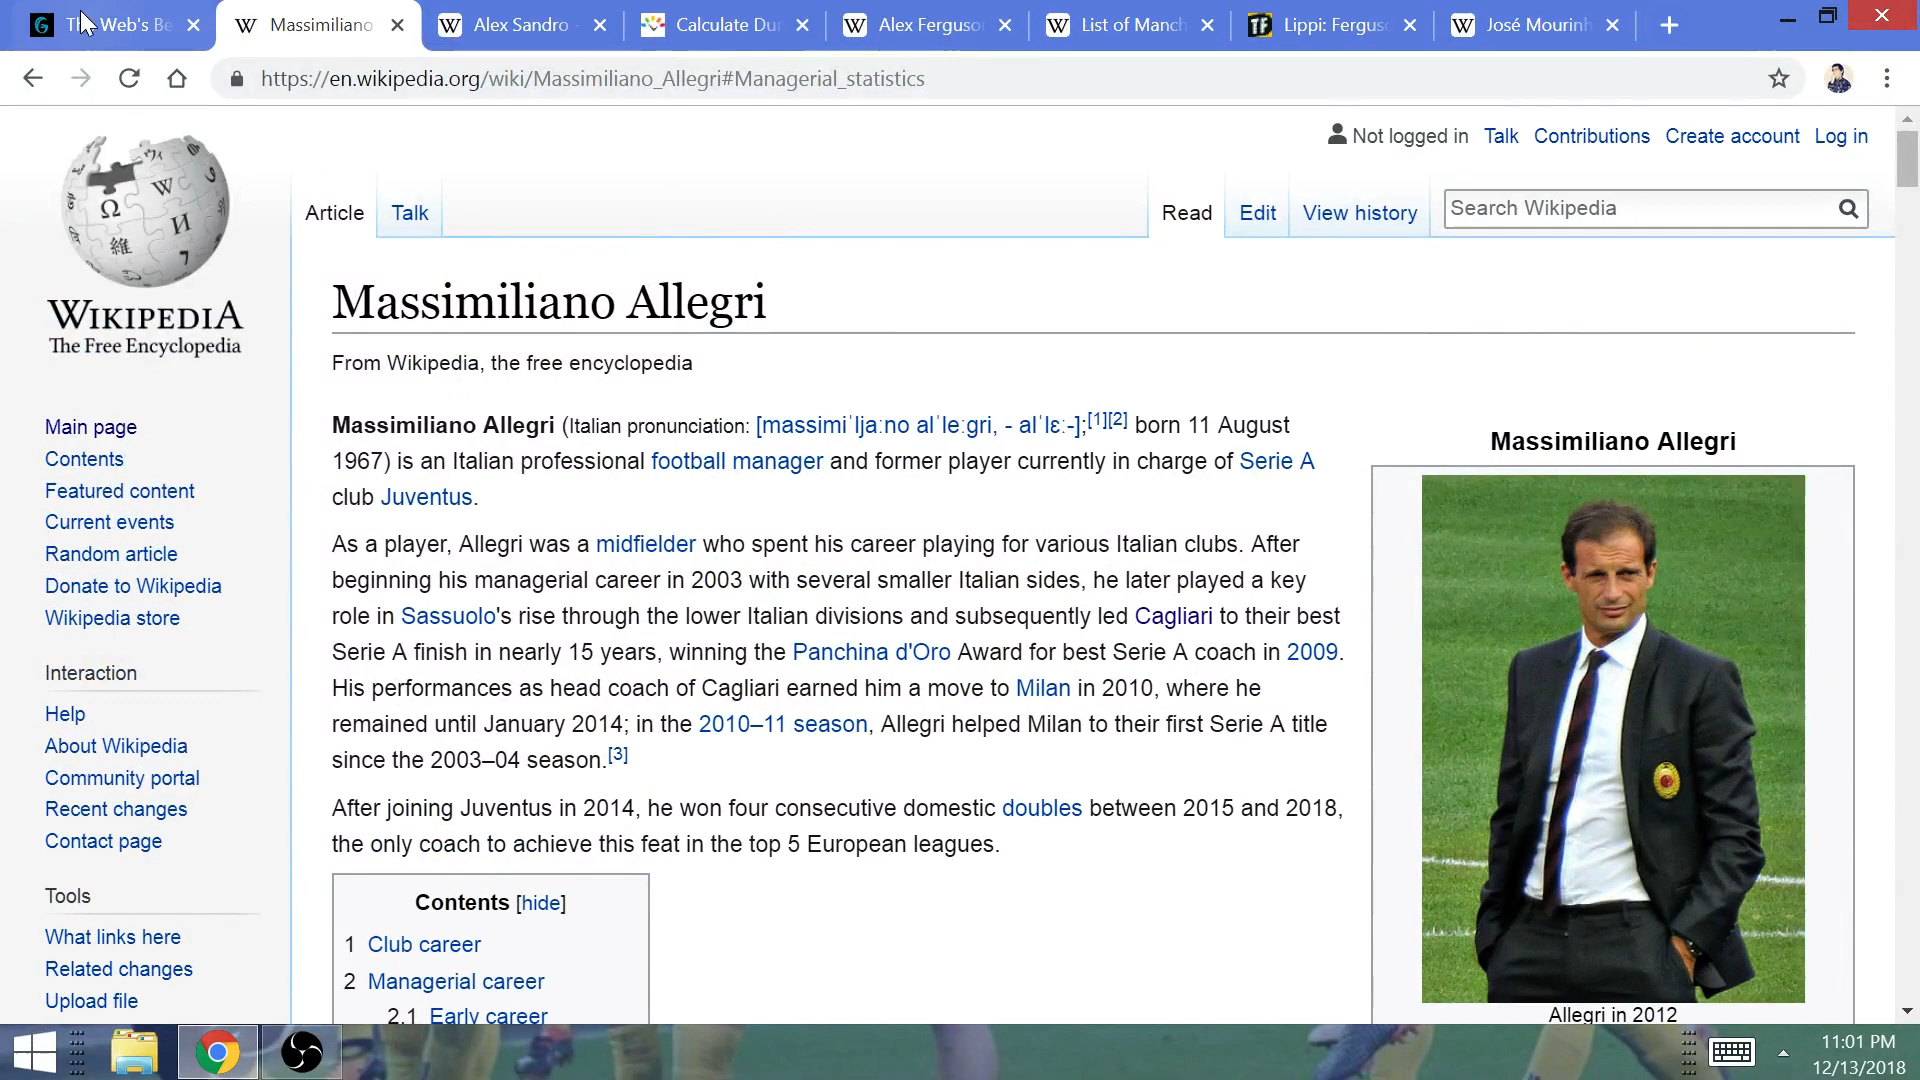 Th Web's Be
Massimiliano
Alex Sandro -
Calculate Du
Alex Ferguso
List of Manch
Lippi: Fergus
José Mourinh
https://en.wikipedia.org/wiki/Massimiliano_Allegri#Managerial_statistics
Not logged in Talk Contributions Create account Log in
Article Talk Read Edit View history Search Wikipedia
WIKIPEDIA
The Free Encyclopedia
Main page
Contents
Featured content
Current events
Random article
Donate to Wikipedia
Wikipedia store
Interaction
Help
About Wikipedia
Community portal
Recent changes
Contact page
Tools
What links here
Related changes
Upload file
Massimiliano Allegri
From Wikipedia, the free encyclopedia
Massimiliano Allegri (Italian pronunciation: [massimiˈljaːno alˈleːgri, - alˈlɛː-];[1][2] born 11 August
1967) is an Italian professional football manager and former player currently in charge of Serie A
club Juventus.
As a player, Allegri was a midfielder who spent his career playing for various Italian clubs. After
beginning his managerial career in 2003 with several smaller Italian sides, he later played a key
role in Sassuolo's rise through the lower Italian divisions and subsequently led Cagliari to their best
Serie A finish in nearly 15 years, winning the Panchina d'Oro Award for best Serie A coach in 2009.
His performances as head coach of Cagliari earned him a move to Milan in 2010, where he
remained until January 2014; in the 2010–11 season, Allegri helped Milan to their first Serie A title
since the 2003–04 season.[3]
After joining Juventus in 2014, he won four consecutive domestic doubles between 2015 and 2018,
the only coach to achieve this feat in the top 5 European leagues.
Contents [hide]
1 Club career
2 Managerial career
2.1 Early career
Massimiliano Allegri
Allegri in 2012
11:01 PM
12/13/2018